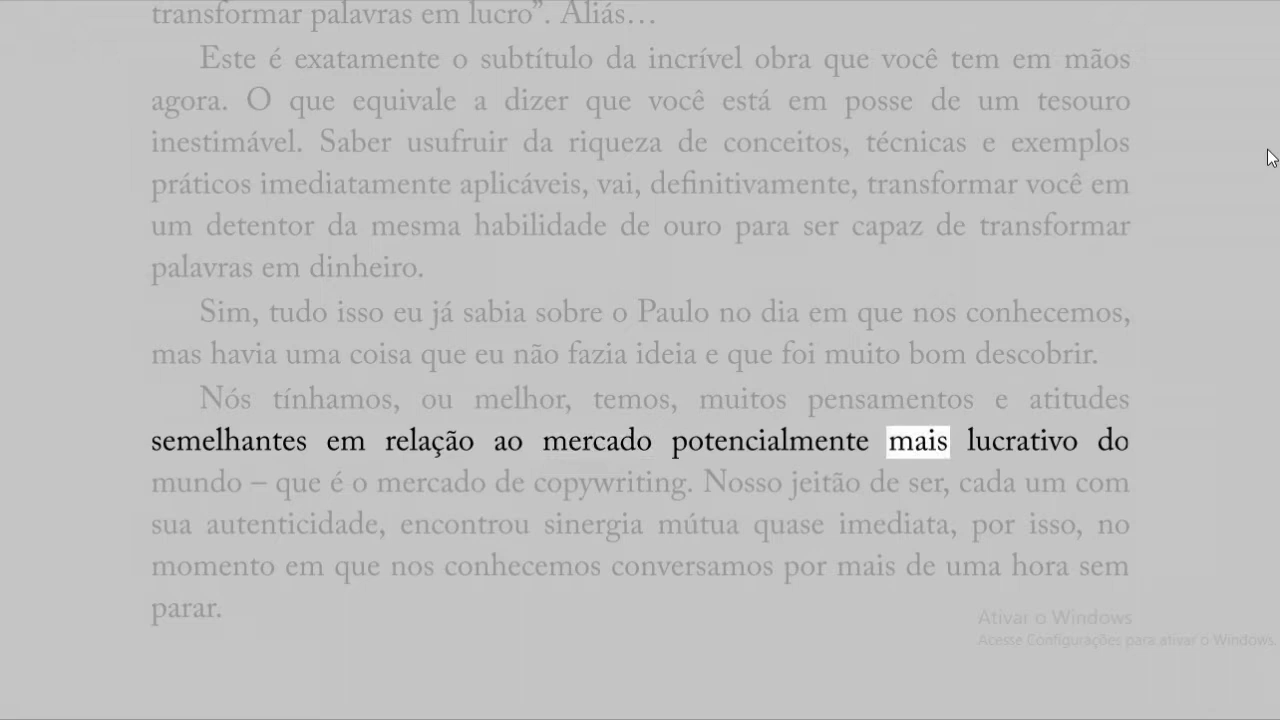 transformar palavras em lucro”. Aliás…
Este é exatamente o subtítulo da incrível obra que você tem em mãos
agora. O que equivale a dizer que você está em posse de um tesouro
inestimável. Saber usufruir da riqueza de conceitos, técnicas e exemplos
práticos imediatamente aplicáveis, vai, definitivamente, transformar você em
um detentor da mesma habilidade de ouro para ser capaz de transformar
palavras em dinheiro.
Sim, tudo isso eu já sabia sobre o Paulo no dia em que nos conhecemos,
mas havia uma coisa que eu não fazia ideia e que foi muito bom descobrir.
Nós tínhamos, ou melhor, temos, muitos pensamentos e atitudes
semelhantes em relação ao mercado potencialmente mais lucrativo do
mundo – que é o mercado de copywriting. Nosso jeitão de ser, cada um com
sua autenticidade, encontrou sinergia mútua quase imediata, por isso, no
momento em que nos conhecemos conversamos por mais de uma hora sem
parar.
Ativar o Windows
Acesse Configurações para ativar o Windows.